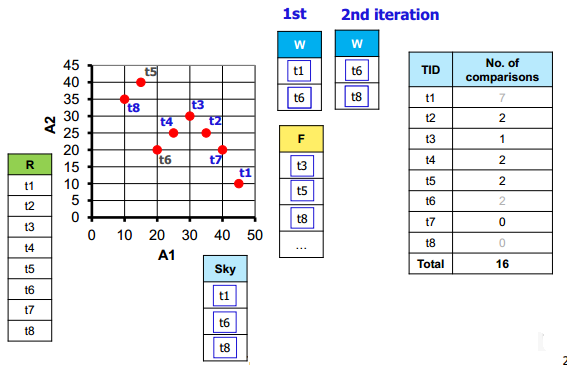 1st 2nd iteration
W
t1
t6
W
t6
t8
TID No. of comparisons
t1 7
t2 2
t3 1
t4 2
t5 2
t6 2
t7 0
t8 0
Total 16
45
40
35
30
25
20
15
10
5
0
A2
0 10 20 30 40 50
A1
t5
t8
t3
t4
t2
t6
t7
t1
R
t1
t2
t3
t4
t5
t6
t7
t8
F
t3
t5
t8
...
Sky
t1
t6
t8
2